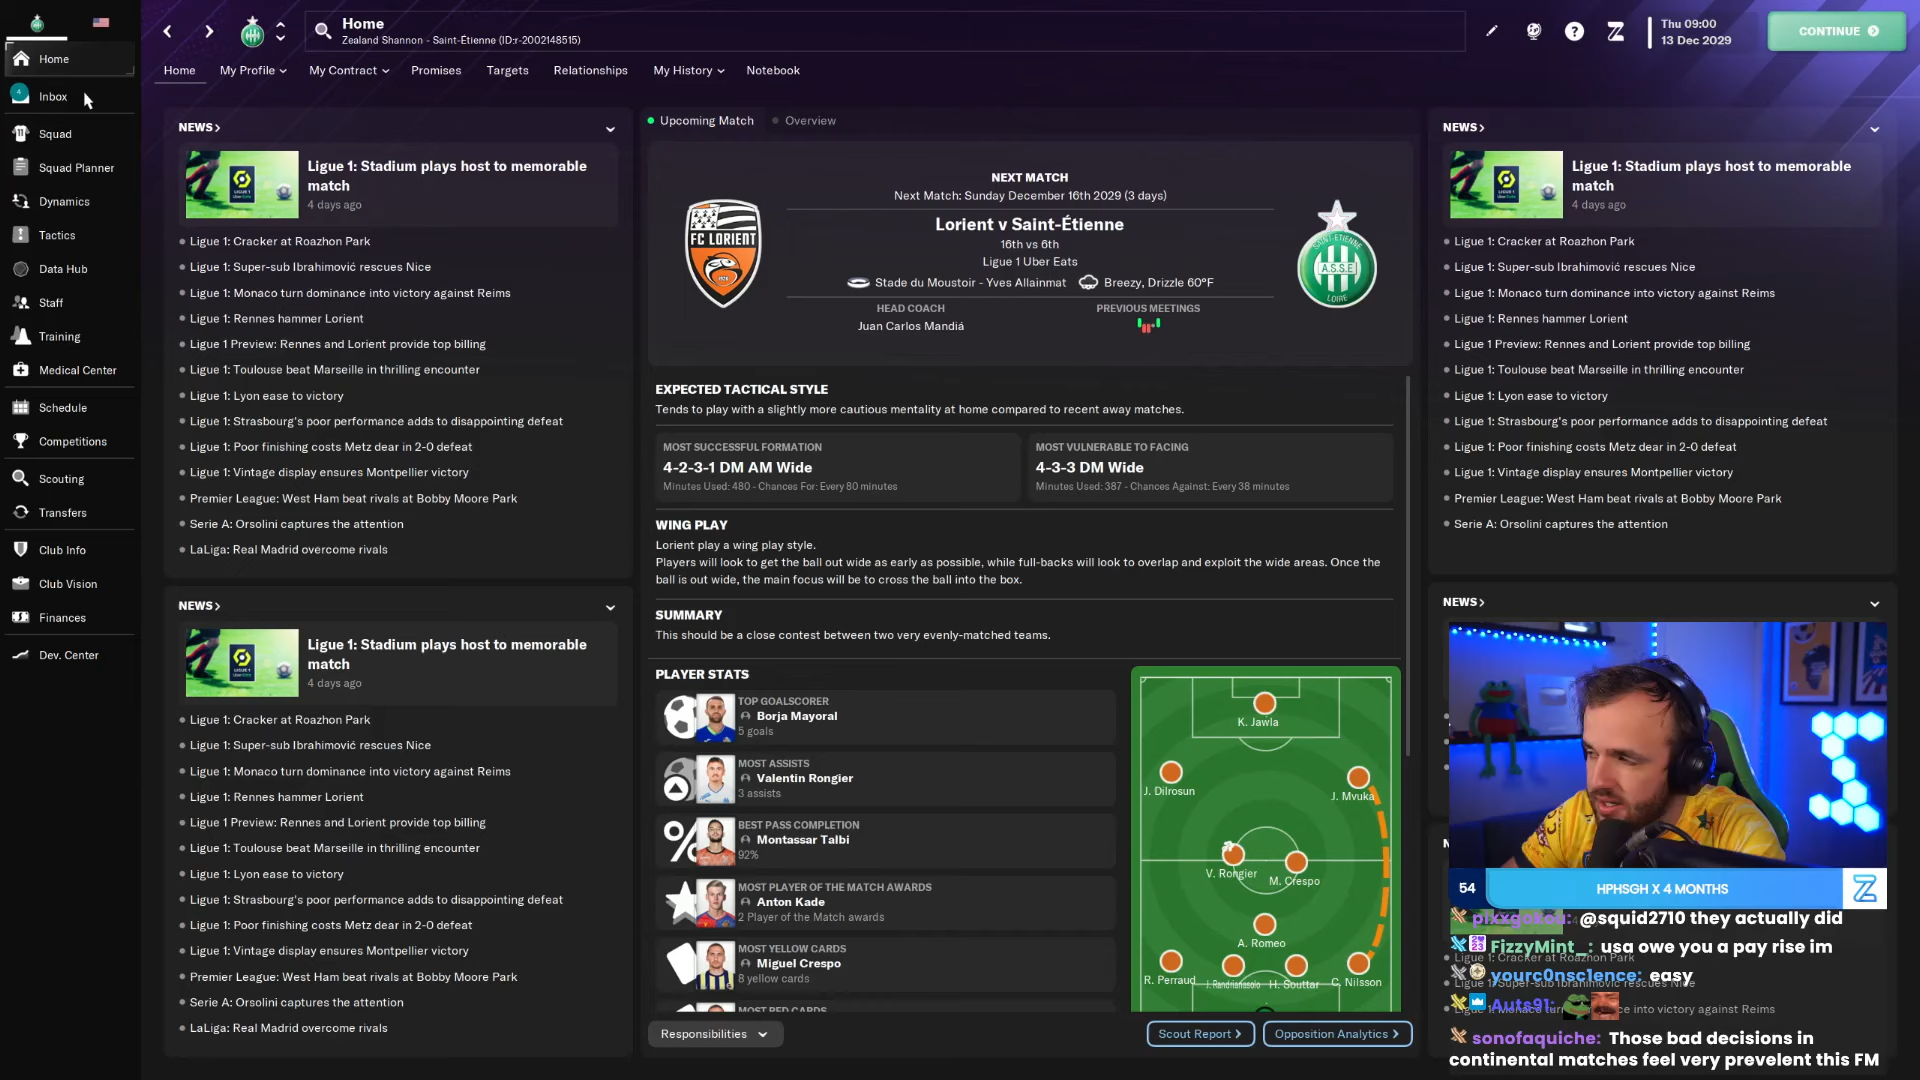 Home
Zealand Shannon - Saint-Étienne (ID:r-2002148515)
Thu 09:00
13 Dec 2029
CONTINUE
Home
4
Inbox
Squad
Squad Planner
Dynamics
Tactics
Data Hub
Staff
Training
Medical Center
Schedule
Competitions
Scouting
Transfers
Club Info
Club Vision
Finances
Dev. Center
Home My Profile My Contract Promises Targets Relationships My History Notebook
NEWS>
Ligue 1: Stadium plays host to memorable
match
4 days ago
Ligue 1: Cracker at Roazhon Park
Ligue 1: Super-sub Ibrahimović rescues Nice
Ligue 1: Monaco turn dominance into victory against Reims
Ligue 1: Rennes hammer Lorient
Ligue 1 Preview: Rennes and Lorient provide top billing
Ligue 1: Toulouse beat Marseille in thrilling encounter
Ligue 1: Lyon ease to victory
Ligue 1: Strasbourg's poor performance adds to disappointing defeat
Ligue 1: Poor finishing costs Metz dear in 2-0 defeat
Ligue 1: Vintage display ensures Montpellier victory
Premier League: West Ham beat rivals at Bobby Moore Park
Serie A: Orsolini captures the attention
LaLiga: Real Madrid overcome rivals
NEWS>
Ligue 1: Stadium plays host to memorable
match
4 days ago
Ligue 1: Cracker at Roazhon Park
Ligue 1: Super-sub Ibrahimović rescues Nice
Ligue 1: Monaco turn dominance into victory against Reims
Ligue 1: Rennes hammer Lorient
Ligue 1 Preview: Rennes and Lorient provide top billing
Ligue 1: Toulouse beat Marseille in thrilling encounter
Ligue 1: Lyon ease to victory
Ligue 1: Strasbourg's poor performance adds to disappointing defeat
Ligue 1: Poor finishing costs Metz dear in 2-0 defeat
Ligue 1: Vintage display ensures Montpellier victory
Premier League: West Ham beat rivals at Bobby Moore Park
Serie A: Orsolini captures the attention
LaLiga: Real Madrid overcome rivals
Upcoming Match Overview
NEXT MATCH
Next Match: Sunday December 16th 2029 (3 days)
Lorient v Saint-Étienne
16th vs 6th
Ligue 1 Uber Eats
Stade du Moustoir - Yves Allainmat Breezy, Drizzle 60°F
HEAD COACH PREVIOUS MEETINGS
Juan Carlos Mandiá
FC LORIENT
SAINT-ÉTIENNE
A.S.S.E
LOIRE
EXPECTED TACTICAL STYLE
Tends to play with a slightly more cautious mentality at home compared to recent away matches.
MOST SUCCESSFUL FORMATION
4-2-3-1 DM AM Wide
Minutes Used: 480 - Chances For: Every 80 minutes
MOST VULNERABLE TO FACING
4-3-3 DM Wide
Minutes Used: 387 - Chances Against: Every 38 minutes
WING PLAY
Lorient play a wing play style.
Players will look to get the ball out wide as early as possible, while full-backs will look to overlap and exploit the wide areas. Once the
ball is out wide, the main focus will be to cross the ball into the box.
SUMMARY
This should be a close contest between two very evenly-matched teams.
PLAYER STATS
TOP GOALSCORER
Borja Mayoral
5 goals
MOST ASSISTS
Valentin Rongier
3 assists
BEST PASS COMPLETION
Montassar Talbi
92%
MOST PLAYER OF THE MATCH AWARDS
Anton Kade
2 Player of the Match awards
MOST YELLOW CARDS
Miguel Crespo
8 yellow cards
MOST RED CARDS
K. Jawla
J. Dilrosun
J. Mvuka
V. Rongier
M. Crespo
A. Romeo
R. Perraud
H. Souttar
C. Nilsson
Responsibilities
Scout Report >
Opposition Analytics >
NEWS>
Ligue 1: Stadium plays host to memorable
match
4 days ago
Ligue 1: Cracker at Roazhon Park
Ligue 1: Super-sub Ibrahimović rescues Nice
Ligue 1: Monaco turn dominance into victory against Reims
Ligue 1: Rennes hammer Lorient
Ligue 1 Preview: Rennes and Lorient provide top billing
Ligue 1: Toulouse beat Marseille in thrilling encounter
Ligue 1: Lyon ease to victory
Ligue 1: Strasbourg's poor performance adds to disappointing defeat
Ligue 1: Poor finishing costs Metz dear in 2-0 defeat
Ligue 1: Vintage display ensures Montpellier victory
Premier League: West Ham beat rivals at Bobby Moore Park
Serie A: Orsolini captures the attention
NEWS>
54 HPHSGH X 4 MONTHS
pixxgokou: @squid2710 they actually did
FizzyMint_: usa owe you a pay rise im
Ligue 1: Cracker at Roazhon Park
yourc0nsc1ence: easy
Ligue 1: Super-sub Ibrahimović rescues Nice
Auts91:
ce into victory against Reims
sonofaquiche: Those bad decisions in
continental matches feel very prevelent this FM